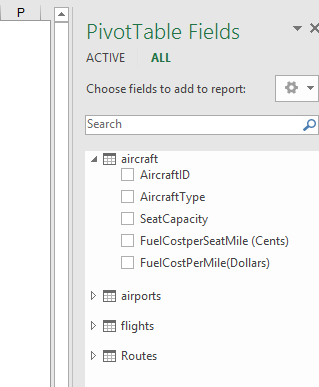 P
PivotTable Fields
ACTIVE ALL
Choose fields to add to report:
Search
aircraft
AircraftID
AircraftType
SeatCapacity
FuelCostperSeatMile (Cents)
FuelCostPerMile(Dollars)
airports
flights
Routes